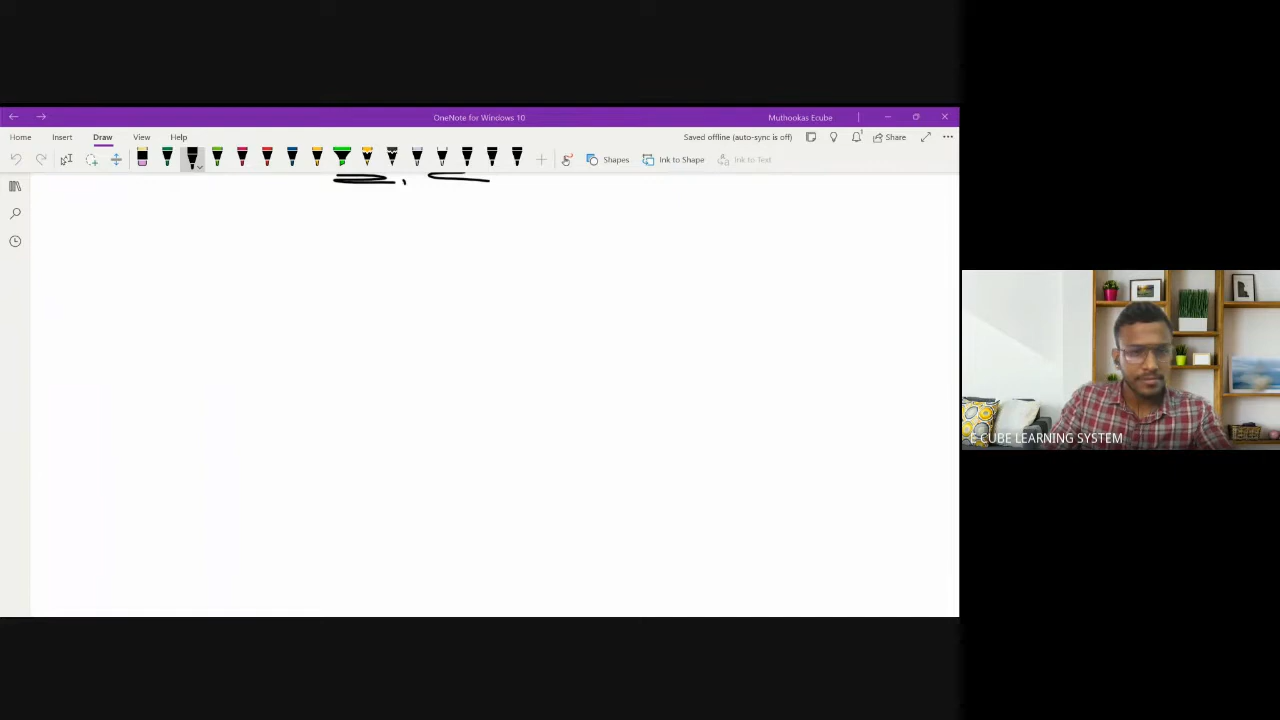 OneNote for Windows 10
Muthookas Ecube
Home Insert Draw View Help
Saved offline (auto-sync is off)
1
Share
Shapes
Ink to Shape
Ink to Text
E CUBE LEARNING SYSTEM